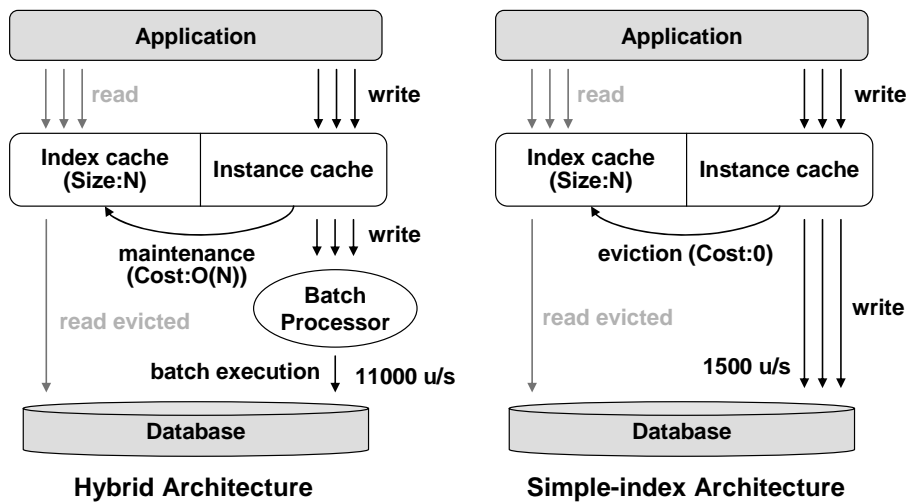 Application
read
write
Index cache
(Size:N)
Instance cache
maintenance
(Cost:O(N))
write
Batch
Processor
read evicted
batch execution
11000 u/s
Database
Hybrid Architecture
Application
read
write
Index cache
(Size:N)
Instance cache
eviction (Cost:0)
read evicted
write
1500 u/s
Database
Simple-index Architecture